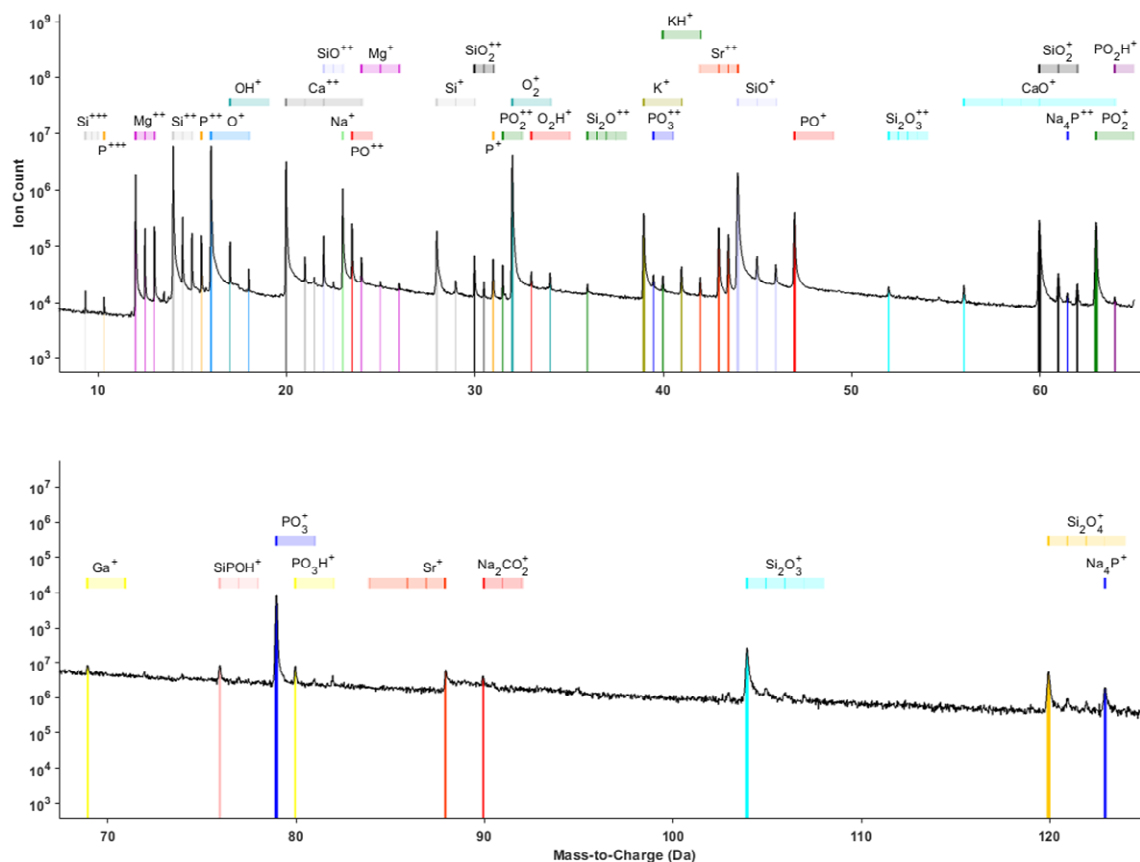 10⁹
KH⁺
SiO⁺⁺ Mg⁺ SiO₂⁺⁺ Sr⁺⁺ SiO₂⁺ PO₂H⁺
10⁸
OH⁺ Ca⁺⁺ Si⁺ O₂⁺ K⁺ SiO⁺ CaO⁺
Si⁺⁺⁺ Mg⁺⁺ Si⁺⁺ P⁺⁺ O⁺ Na⁺ PO₂⁺⁺ O₂H⁺ Si₂O⁺⁺ PO₃⁺⁺ PO⁺ Si₂O₃⁺⁺ Na₄P⁺⁺ PO₂⁺
10⁷
P⁺⁺⁺ PO⁺⁺ P⁺
10⁶
10⁵
10⁴
10³
Ion Count
10 20 30 40 50 60
10⁷
10⁶
PO₃⁺ Si₂O₄⁺
10⁵
Ga⁺ SiPOH⁺ PO₃H⁺ Sr⁺ Na₂CO₂⁺ Si₂O₃⁺ Na₄P⁺
10⁴
10³
10⁷
10⁶
10⁵
10⁴
10³
70 80 90 100 110 120
Mass-to-Charge (Da)